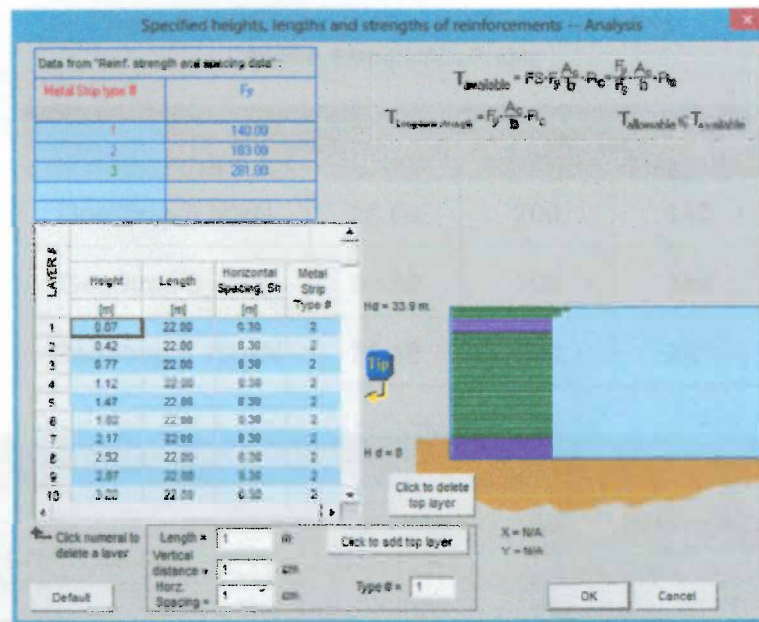 Specified heights, lengths and strengths of reinforcements -- Analysis
Data from "Reinf. strength and spacing data" :
Metal Strip type # Fy
1 140.00
2 183.00
3 281.00
T available = FS·Fy
T allowable ≤ T available
LAYER #
Height Length Horizontal Spacing, Sh Metal Strip Type #
[m] [m] [m]
1 0.07 22.00 0.30 2
2 0.42 22.00 0.30 2
3 0.77 22.00 0.30 2
4 1.12 22.00 0.30 2
5 1.47 22.00 0.30 2
6 1.82 22.00 0.30 2
7 2.17 22.00 0.30 2
8 2.52 22.00 0.30 2
9 2.87 22.00 0.30 2
10 22.00 0.30 2
Hd = 33.9 m.
Tip
H d = 0
Click to delete
top layer
Click numeral to
delete a layer
Length = 1 m
Vertical
distance = 1 cm
Horz.
Spacing = 1 cm
Click to add top layer
Type # = 1
X = N/A
Y = N/A
Default
OK
Cancel